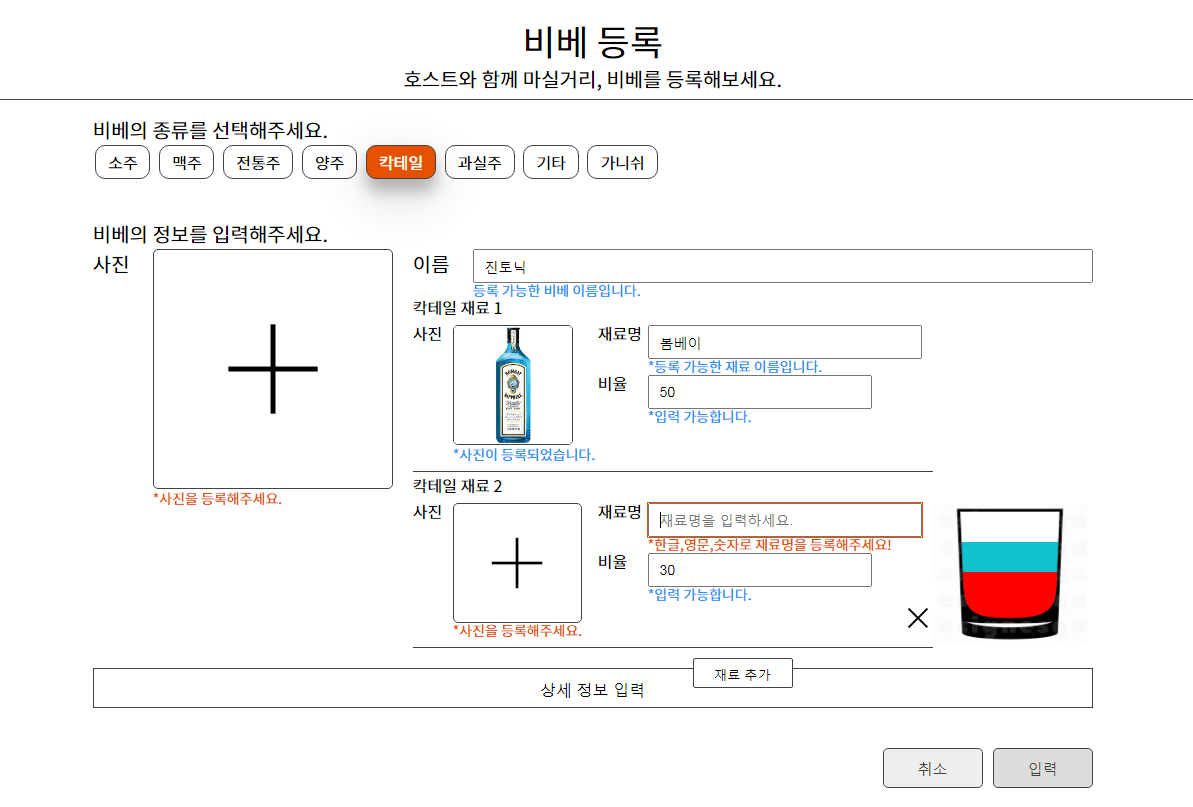 비베 등록
호스트와 함께 마실거리, 비베를 등록해보세요.
비베의 종류를 선택해주세요.
소주 맥주 전통주 양주 칵테일 과실주 기타 가니쉬
비베의 정보를 입력해주세요.
사진
*사진을 등록해주세요.
이름 진토닉
등록 가능한 비베 이름입니다.
칵테일 재료 1
사진
*사진이 등록되었습니다.
재료명 봄베이
*등록 가능한 재료 이름입니다.
비율 50
*입력 가능합니다.
칵테일 재료 2
사진
*사진을 등록해주세요.
재료명 재료명을 입력하세요.
*한글,영문,숫자로 재료명을 등록해주세요!
비율 30
*입력 가능합니다.
재료 추가
상세 정보 입력
취소 입력